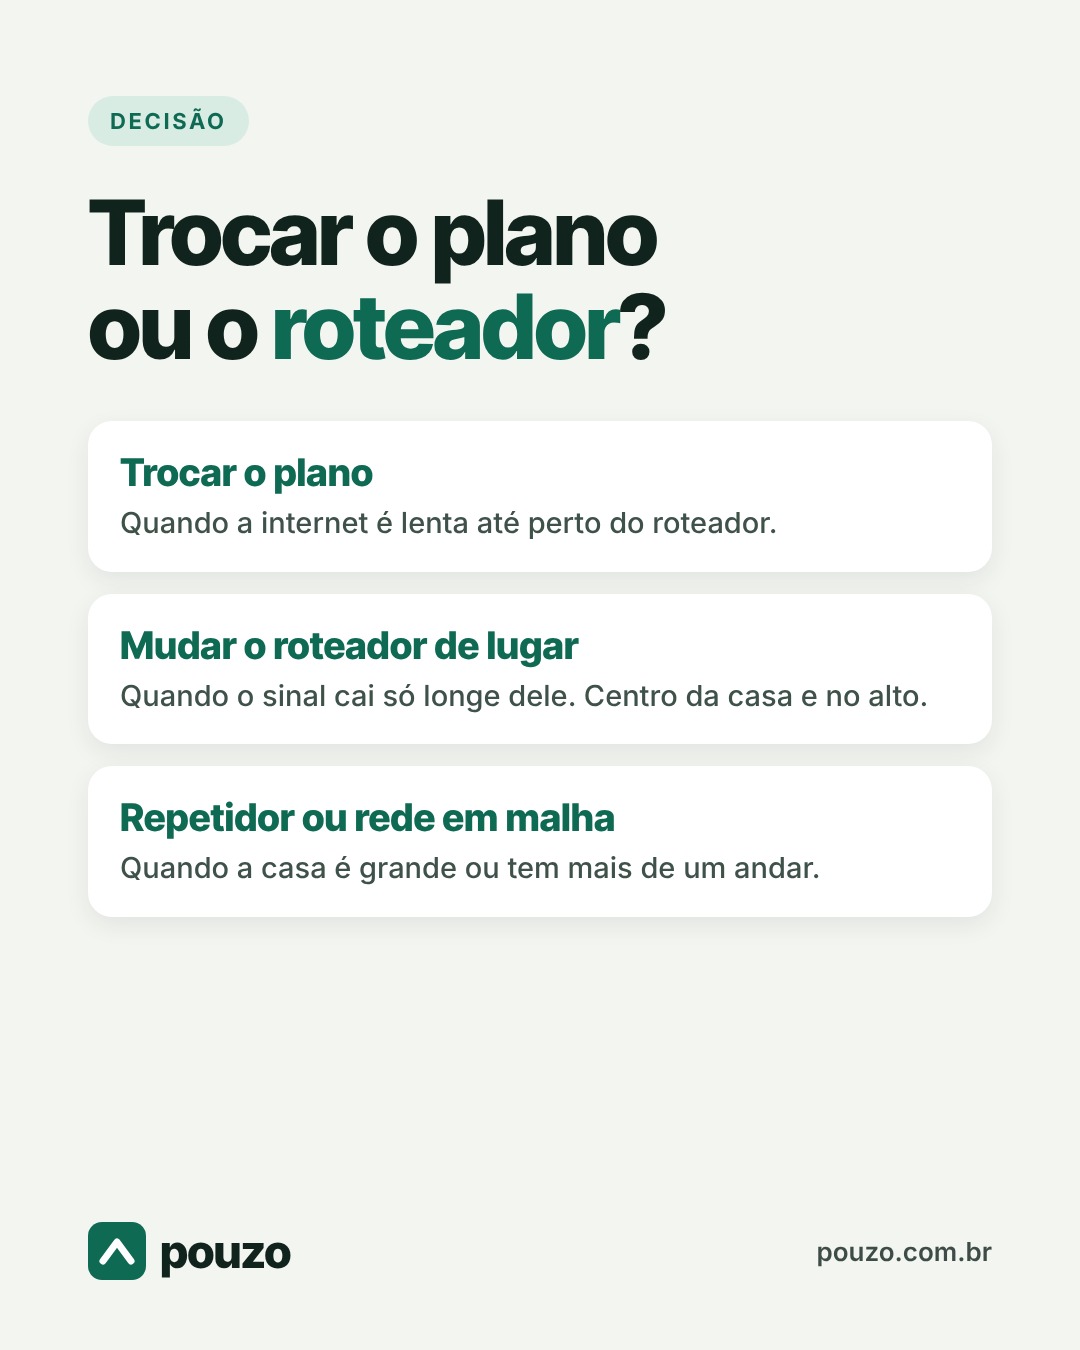 DECISÃO
Trocar o plano
ou o roteador?
Trocar o plano
Quando a internet é lenta até perto do roteador.
Mudar o roteador de lugar
Quando o sinal cai só longe dele. Centro da casa e no alto.
Repetidor ou rede em malha
Quando a casa é grande ou tem mais de um andar.
pouzo
pouzo.com.br